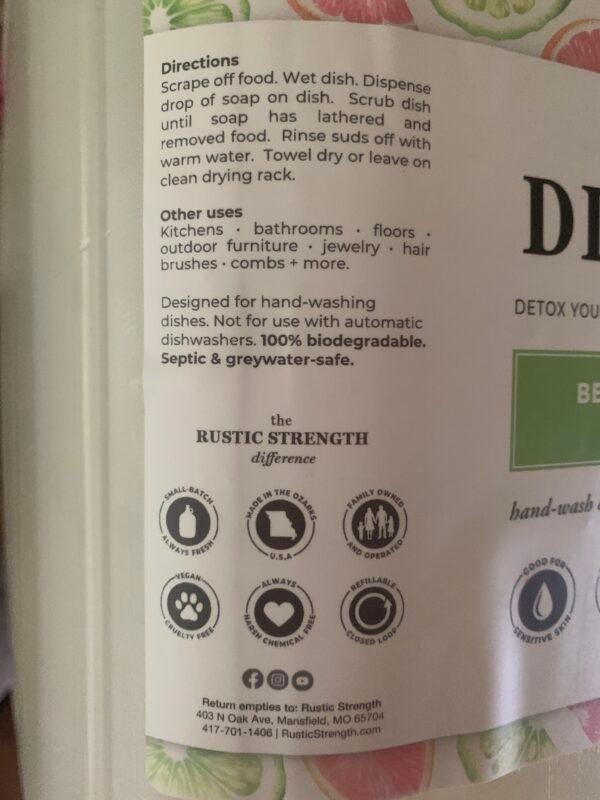 Directions
Scrape off food. Wet dish. Dispense
drop of soap on dish. Scrub dish
until soap has lathered and
removed food. Rinse suds off with
warm water. Towel dry or leave on
clean drying rack.
Other uses
Kitchens · bathrooms · floors ·
outdoor furniture · jewelry · hair
brushes · combs + more.
Designed for hand-washing
dishes. Not for use with automatic
dishwashers. 100% biodegradable.
Septic & greywater-safe.
the
RUSTIC STRENGTH
difference
SMALL-BATCH
ALWAYS FRESH
MADE IN THE OZARKS
U.S.A
FAMILY OWNED
AND OPERATED
VEGAN
CRUELTY FREE
ALWAYS
HARSH CHEMICAL FREE
REFILLABLE
CLOSED LOOP
Return empties to: Rustic Strength
403 N Oak Ave, Mansfield, MO 65704
417-701-1406 | RusticStrength.com
DETOX YOU
BE
hand-wash
GOOD FOR
SENSITIVE SKIN